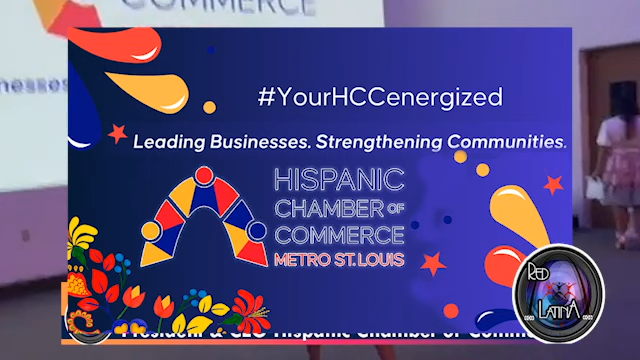 COMMERCE
#YourHCCenergized
Leading Businesses. Strengthening Communities.
HISPANIC
CHAMBER OF
COMMERCE
METRO ST. LOUIS
RED
LATINA
President & CEO Hispanic Chamber of Comm